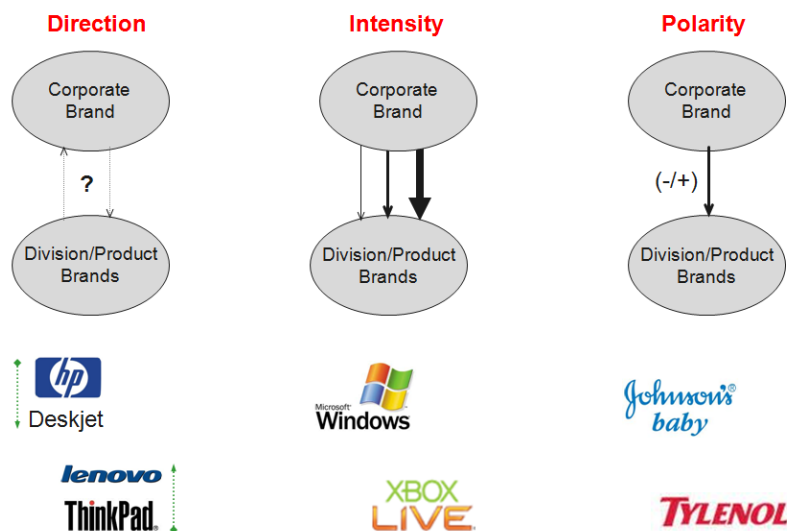 Direction
Intensity
Polarity
Corporate
Brand
Corporate
Brand
Corporate
Brand
?
(-/+)
Division/Product
Brands
Division/Product
Brands
Division/Product
Brands
hp
Deskjet
Microsoft®
Windows
Johnson's®
baby
lenovo
ThinkPad®
XBOX
LIVE
TYLENOL